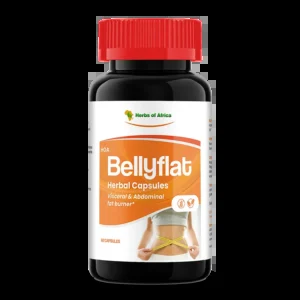 Herbs of Africa
HOA
Bellyflat
Herbal Capsules
Visceral & Abdominal
fat burner*
60 CAPSULES